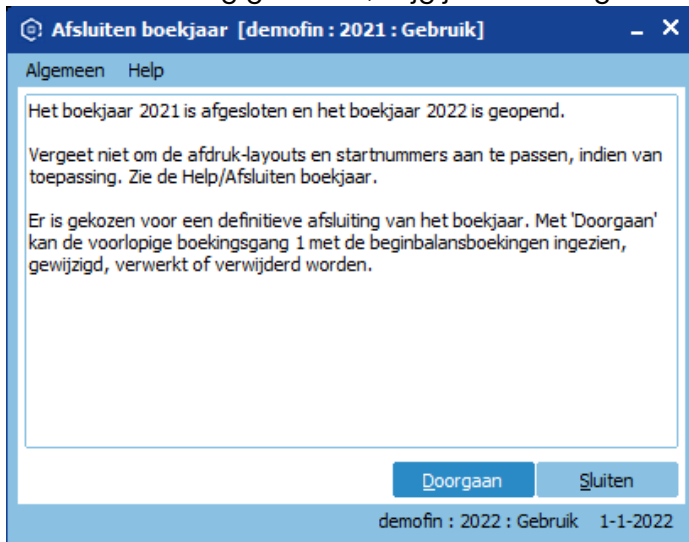 Afsluiten boekjaar [demofin : 2021 : Gebruik]
Algemeen Help
Het boekjaar 2021 is afgesloten en het boekjaar 2022 is geopend.
Vergeet niet om de afdruk-layouts en startnummers aan te passen, indien van
toepassing. Zie de Help/Afsluiten boekjaar.
Er is gekozen voor een definitieve afsluiting van het boekjaar. Met 'Doorgaan'
kan de voorlopige boekingsgang 1 met de beginbalansboekingen ingezien,
gewijzigd, verwerkt of verwijderd worden.
Doorgaan Sluiten
demofin : 2022 : Gebruik 1-1-2022